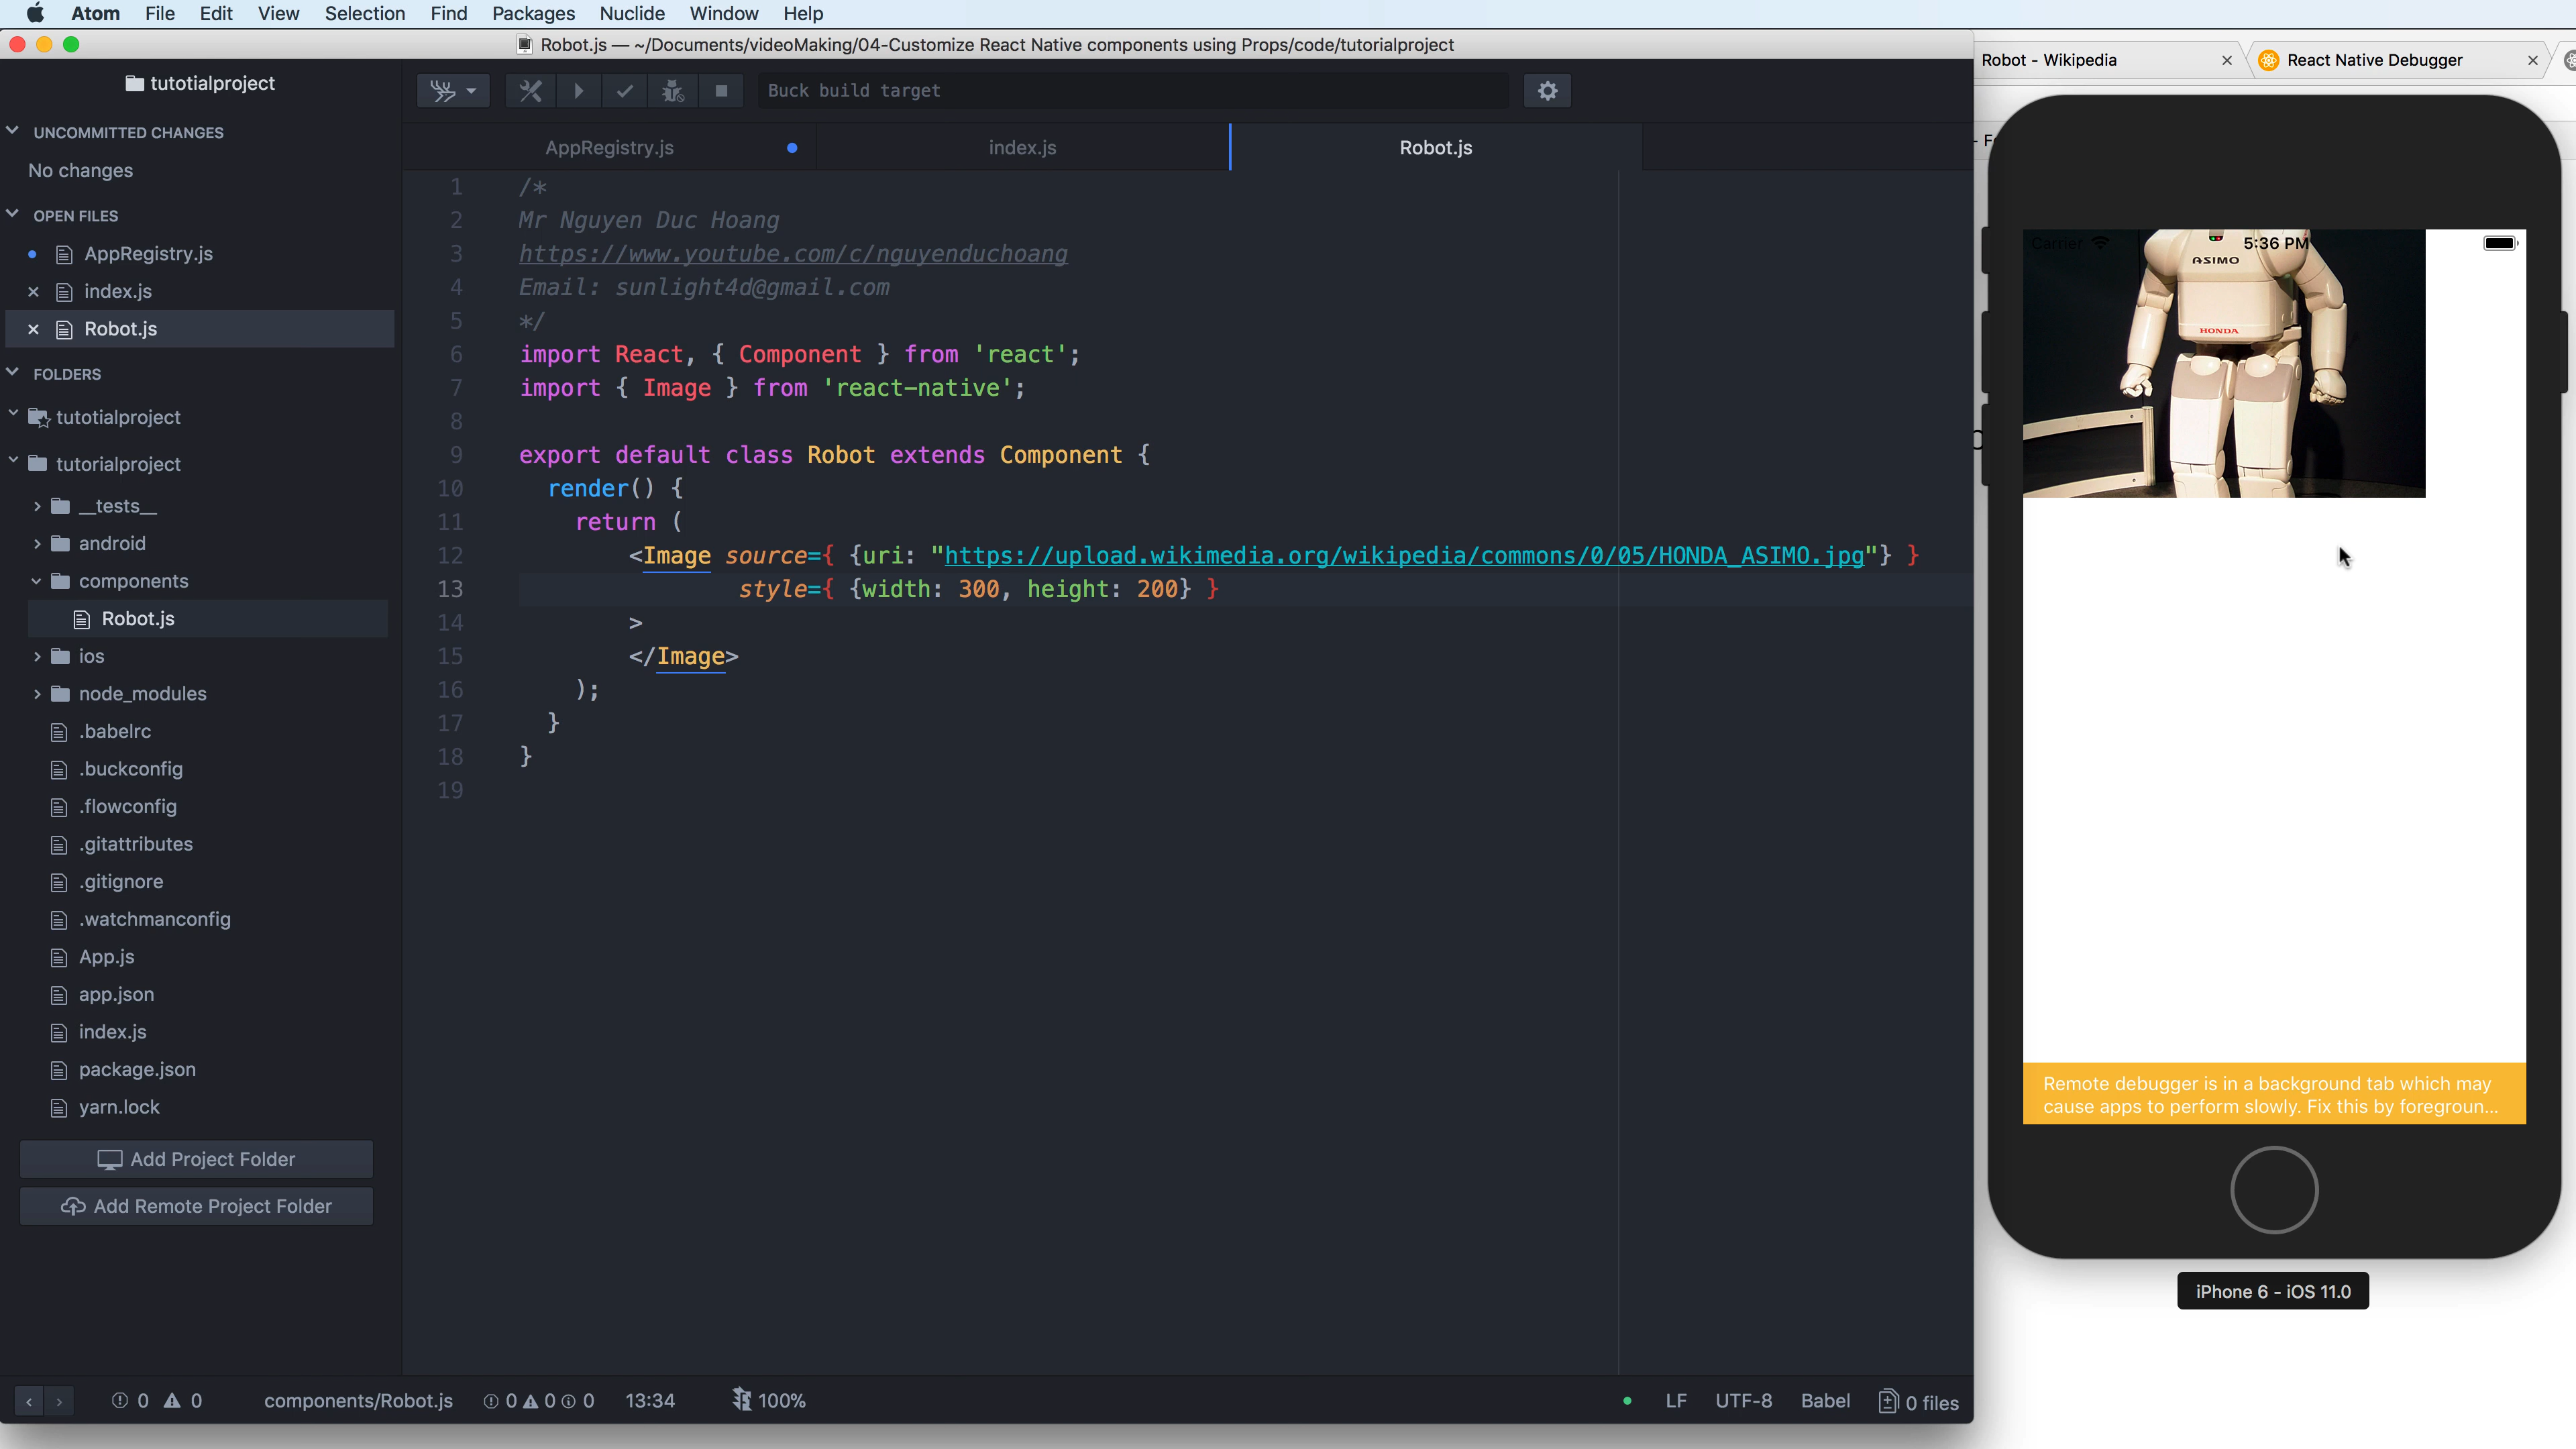 Atom File Edit View Selection Find Packages Nuclide Window Help
Robot.js — ~/Documents/videoMaking/04-Customize React Native components using Props/code/tutorialproject
tutotialproject
UNCOMMITTED CHANGES
No changes
OPEN FILES
AppRegistry.js
index.js
Robot.js
FOLDERS
tutotialproject
tutorialproject
__tests__
android
components
Robot.js
ios
node_modules
.babelrc
.buckconfig
.flowconfig
.gitattributes
.gitignore
.watchmanconfig
App.js
app.json
index.js
package.json
yarn.lock
Add Project Folder
Add Remote Project Folder
Buck build target
AppRegistry.js index.js Robot.js
1 /*
2 Mr Nguyen Duc Hoang
3 https://www.youtube.com/c/nguyenduchoang
4 Email: sunlight4d@gmail.com
5 */
6 import React, { Component } from 'react';
7 import { Image } from 'react-native';
8
9 export default class Robot extends Component {
10 render() {
11 return (
12 <Image source={ {uri: "https://upload.wikimedia.org/wikipedia/commons/0/05/HONDA_ASIMO.jpg"} }
13 style={ {width: 300, height: 200} }
14 >
15 </Image>
16 );
17 }
18 }
19
0 0 components/Robot.js 0 0 0 13:34 100%
LF UTF-8 Babel 0 files
Robot - Wikipedia React Native Debugger
Carrier 5:36 PM
ASIMO
HONDA
Remote debugger is in a background tab which may
cause apps to perform slowly. Fix this by foregroun...
iPhone 6 - iOS 11.0